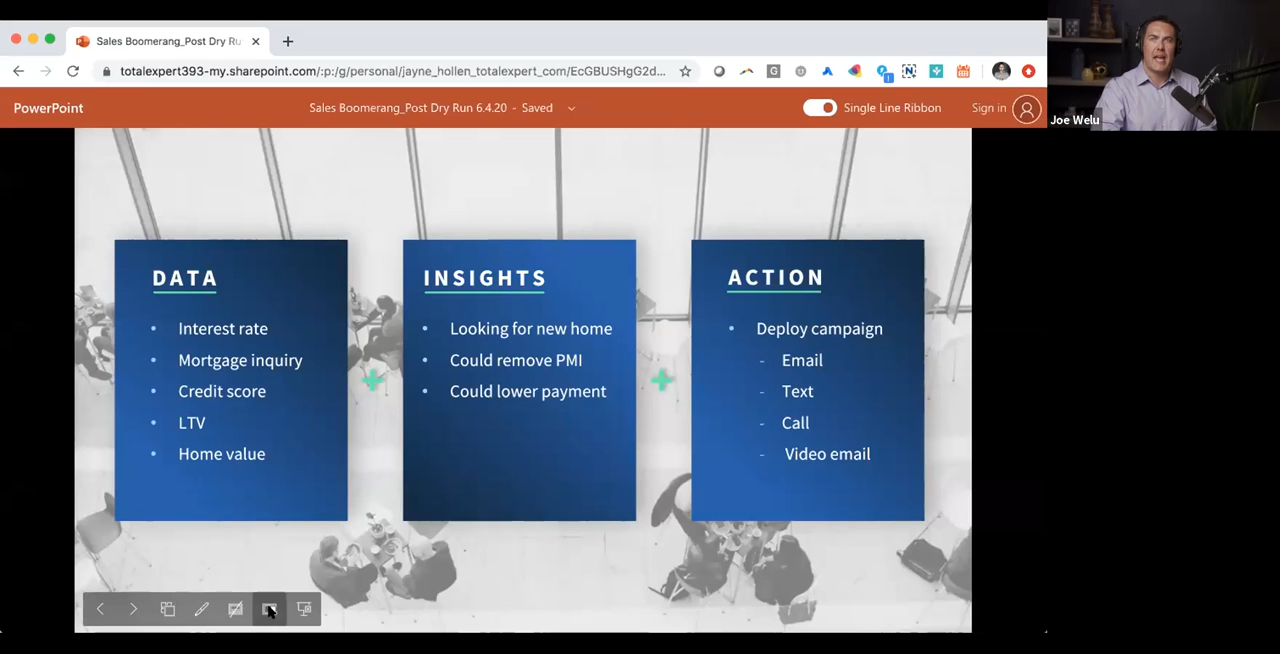 Sales Boomerang_Post Dry Ru
totalexpert393-my.sharepoint.com/:p:/g/personal/jayne_hollen_totalexpert_com/EcGBUSHgG2d...
PowerPoint
Sales Boomerang_Post Dry Run 6.4.20 - Saved
Single Line Ribbon
Sign in
Joe Welu
DATA
• Interest rate
• Mortgage inquiry
• Credit score
• LTV
• Home value
+
INSIGHTS
• Looking for new home
• Could remove PMI
• Could lower payment
+
ACTION
• Deploy campaign
- Email
- Text
- Call
- Video email